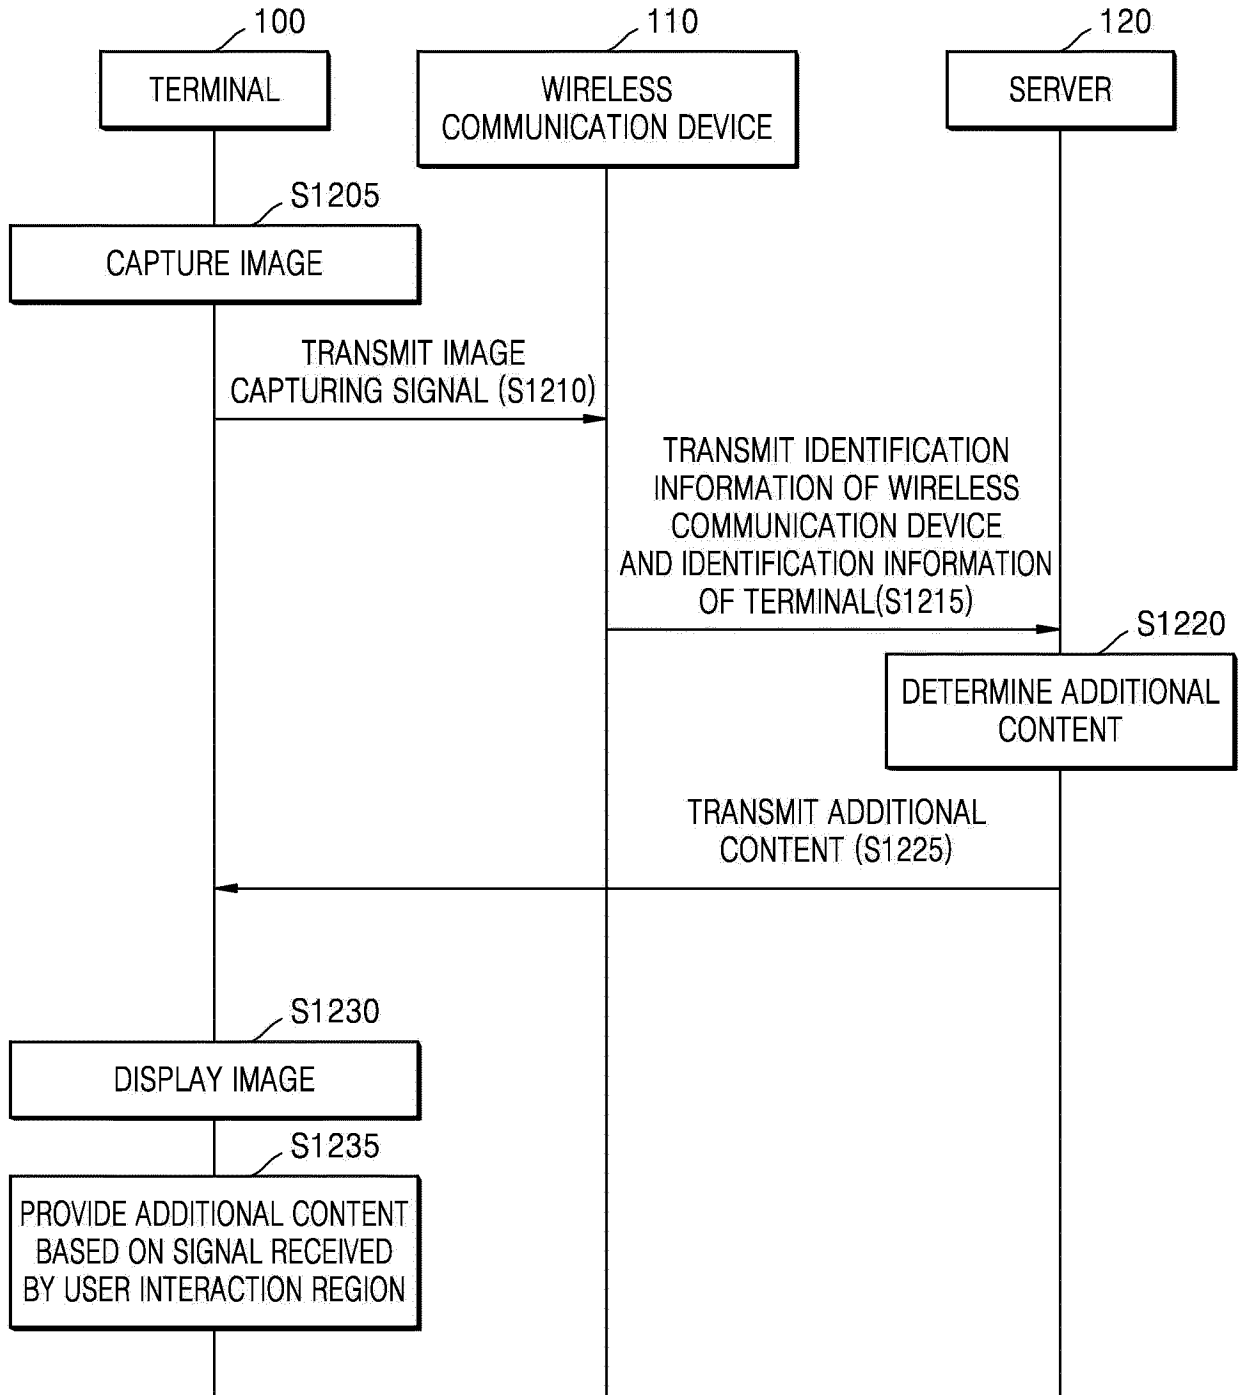 100
110
120
TERMINAL
WIRELESS
COMMUNICATION DEVICE
SERVER
S1205
CAPTURE IMAGE
TRANSMIT IMAGE
CAPTURING SIGNAL (S1210)
TRANSMIT IDENTIFICATION
INFORMATION OF WIRELESS
COMMUNICATION DEVICE
AND IDENTIFICATION INFORMATION
OF TERMINAL(S1215)
S1220
DETERMINE ADDITIONAL
CONTENT
TRANSMIT ADDITIONAL
CONTENT (S1225)
S1230
DISPLAY IMAGE
S1235
PROVIDE ADDITIONAL CONTENT
BASED ON SIGNAL RECEIVED
BY USER INTERACTION REGION